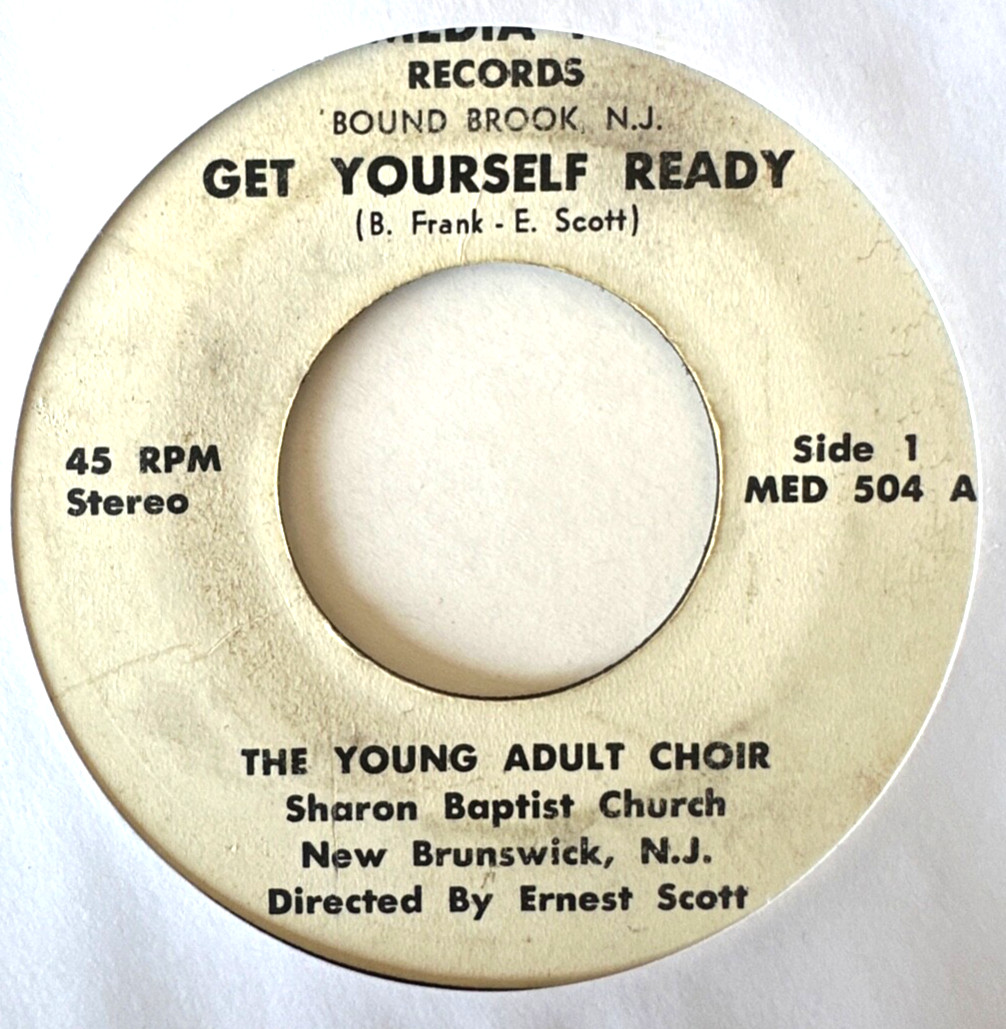 MEDIA
RECORDS
BOUND BROOK, N.J.
GET YOURSELF READY
(B. Frank - E. Scott)
45 RPM
Stereo
Side 1
MED 504 A
THE YOUNG ADULT CHOIR
Sharon Baptist Church
New Brunswick, N.J.
Directed By Ernest Scott